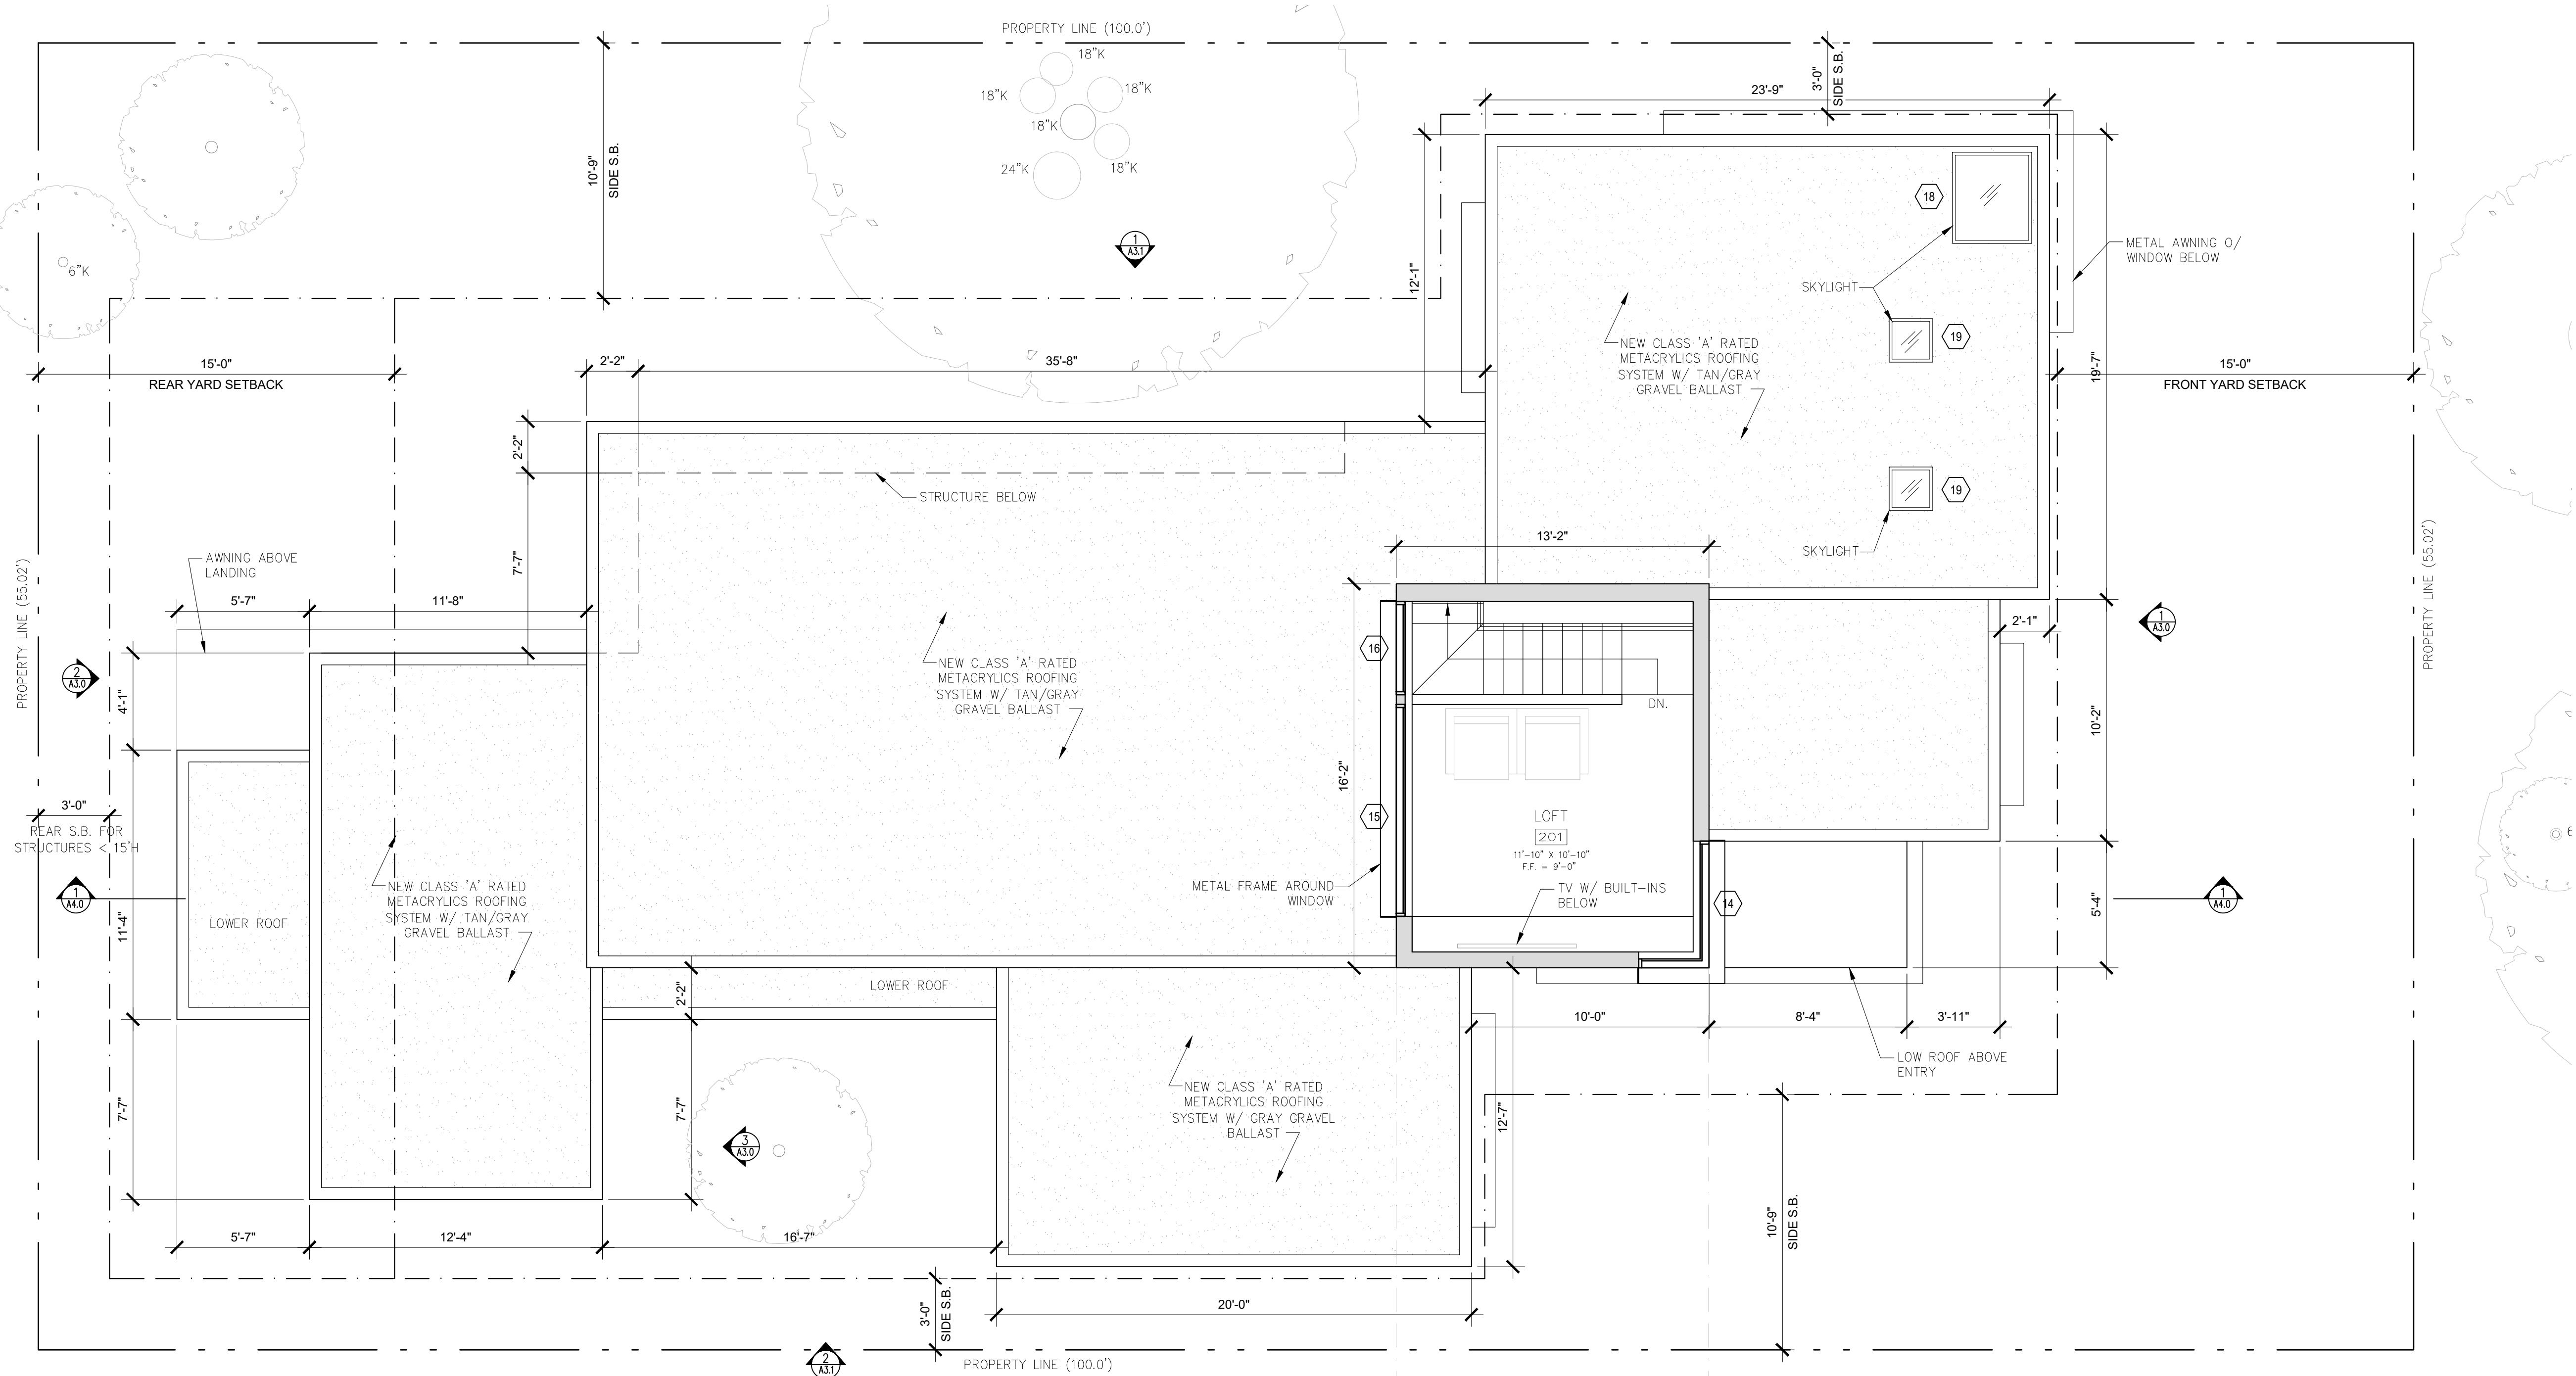 PROPERTY LINE (100.0')
18"K
18"K
18"K
18"K
24"K
18"K
10'-9"
SIDE S.B.
3'-0"
SIDE S.B.
23'-9"
6"K
1
A3.1
12'-1"
18
SKYLIGHT
19
METAL AWNING O/
WINDOW BELOW
NEW CLASS 'A' RATED
METACRYLICS ROOFING
SYSTEM W/ TAN/GRAY
GRAVEL BALLAST
15'-0"
REAR YARD SETBACK
2'-2"
35'-8"
19'-7"
15'-0"
FRONT YARD SETBACK
2'-2"
STRUCTURE BELOW
19
SKYLIGHT
7'-7"
13'-2"
PROPERTY LINE (55.02')
PROPERTY LINE (55.02')
AWNING ABOVE
LANDING
5'-7"
11'-8"
2'-1"
1
A3.0
2
A3.0
4'-1"
16
NEW CLASS 'A' RATED
METACRYLICS ROOFING
SYSTEM W/ TAN/GRAY
GRAVEL BALLAST
DN.
10'-2"
16'-2"
3'-0"
REAR S.B. FOR
STRUCTURES < 15'H
15
LOFT
201
11'-10" X 10'-10"
F.F. = 9'-0"
6
1
A4.0
NEW CLASS 'A' RATED
METACRYLICS ROOFING
SYSTEM W/ TAN/GRAY
GRAVEL BALLAST
METAL FRAME AROUND
WINDOW
TV W/ BUILT-INS
BELOW
14
5'-4"
1
A4.0
11'-4"
LOWER ROOF
2'-2"
LOWER ROOF
10'-0"
8'-4"
3'-11"
LOW ROOF ABOVE
ENTRY
NEW CLASS 'A' RATED
METACRYLICS ROOFING
SYSTEM W/ GRAY GRAVEL
BALLAST
7'-7"
7'-7"
12'-7"
3
A3.0
10'-9"
SIDE S.B.
5'-7"
12'-4"
16'-7"
3'-0"
SIDE S.B.
20'-0"
2
A3.1
PROPERTY LINE (100.0')